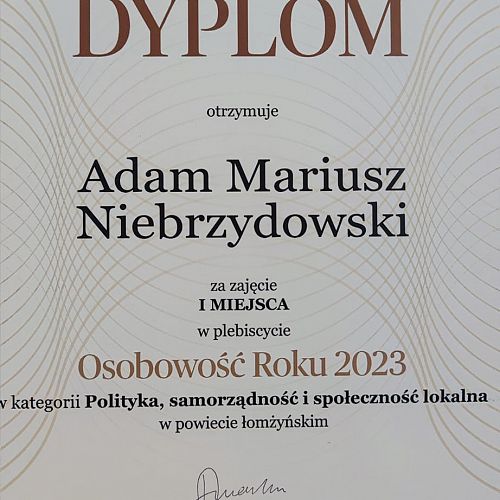 DYPLOM
otrzymuje
Adam Mariusz
Niebrzydowski
za zajęcie
I MIEJSCA
w plebiscycie
Osobowość Roku 2023
w kategorii Polityka, samorządność i społeczność lokalna
w powiecie łomżyńskim